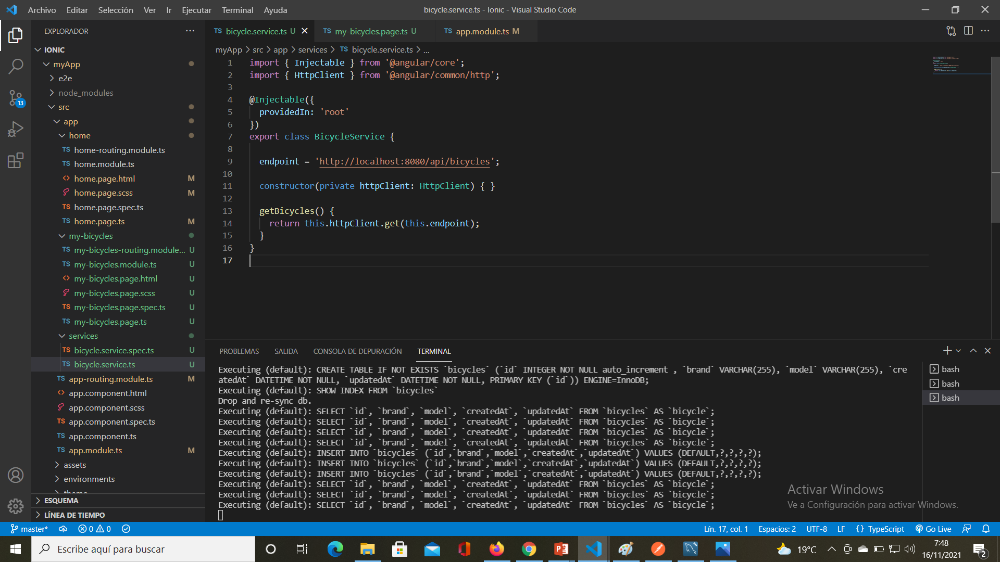 Archivo Editar Selección Ver Ir Ejecutar Terminal Ayuda
bicycle.service.ts - Ionic - Visual Studio Code
EXPLORADOR
IONIC
myApp
e2e
node_modules
src
app
home
TS home-routing.module.ts
TS home.module.ts
<> home.page.html M
home.page.scss M
TS home.page.spec.ts
TS home.page.ts M
my-bicycles
TS my-bicycles-routing.module... U
TS my-bicycles.module.ts U
<> my-bicycles.page.html U
my-bicycles.page.scss U
TS my-bicycles.page.spec.ts U
TS my-bicycles.page.ts U
services
TS bicycle.service.spec.ts U
TS bicycle.service.ts U
TS app-routing.module.ts M
<> app.component.html
app.component.scss
TS app.component.spec.ts
TS app.component.ts
TS app.module.ts M
assets
environments
theme
ESQUEMA
LÍNEA DE TIEMPO
13
TS bicycle.service.ts U
TS my-bicycles.page.ts U
TS app.module.ts M
myApp > src > app > services > TS bicycle.service.ts > ...
1 import { Injectable } from '@angular/core';
2 import { HttpClient } from '@angular/common/http';
3
4 @Injectable({
5 providedIn: 'root'
6 })
7 export class BicycleService {
8
9 endpoint = 'http://localhost:8080/api/bicycles';
10
11 constructor(private httpClient: HttpClient) { }
12
13 getBicycles() {
14 return this.httpClient.get(this.endpoint);
15 }
16 }
17
PROBLEMAS SALIDA CONSOLA DE DEPURACIÓN TERMINAL
Executing (default): CREATE TABLE IF NOT EXISTS `bicycles` (`id` INTEGER NOT NULL auto_increment , `brand` VARCHAR(255), `model` VARCHAR(255), `cre
atedAt` DATETIME NOT NULL, `updatedAt` DATETIME NOT NULL, PRIMARY KEY (`id`)) ENGINE=InnoDB;
Executing (default): SHOW INDEX FROM `bicycles`
Drop and re-sync db.
Executing (default): SELECT `id`, `brand`, `model`, `createdAt`, `updatedAt` FROM `bicycles` AS `bicycle`;
Executing (default): SELECT `id`, `brand`, `model`, `createdAt`, `updatedAt` FROM `bicycles` AS `bicycle`;
Executing (default): SELECT `id`, `brand`, `model`, `createdAt`, `updatedAt` FROM `bicycles` AS `bicycle`;
Executing (default): SELECT `id`, `brand`, `model`, `createdAt`, `updatedAt` FROM `bicycles` AS `bicycle`;
Executing (default): INSERT INTO `bicycles` (`id`,`brand`,`model`,`createdAt`,`updatedAt`) VALUES (DEFAULT,?,?,?,?);
Executing (default): INSERT INTO `bicycles` (`id`,`brand`,`model`,`createdAt`,`updatedAt`) VALUES (DEFAULT,?,?,?,?);
Executing (default): INSERT INTO `bicycles` (`id`,`brand`,`model`,`createdAt`,`updatedAt`) VALUES (DEFAULT,?,?,?,?);
Executing (default): SELECT `id`, `brand`, `model`, `createdAt`, `updatedAt` FROM `bicycles` AS `bicycle`;
Executing (default): SELECT `id`, `brand`, `model`, `createdAt`, `updatedAt` FROM `bicycles` AS `bicycle`;
Executing (default): SELECT `id`, `brand`, `model`, `createdAt`, `updatedAt` FROM `bicycles` AS `bicycle`;
bash
bash
bash
Activar Windows
Ve a Configuración para activar Windows.
master* 0 0
Lín. 17, col. 1 Espacios: 2 UTF-8 LF {} TypeScript Go Live
Escribe aquí para buscar
19°C
7:48
16/11/2021
2